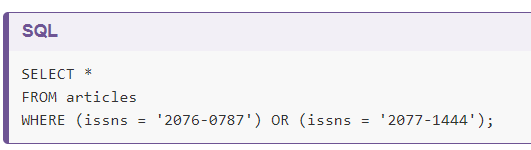 SQL
SELECT *
FROM articles
WHERE (issns = '2076-0787') OR (issns = '2077-1444');